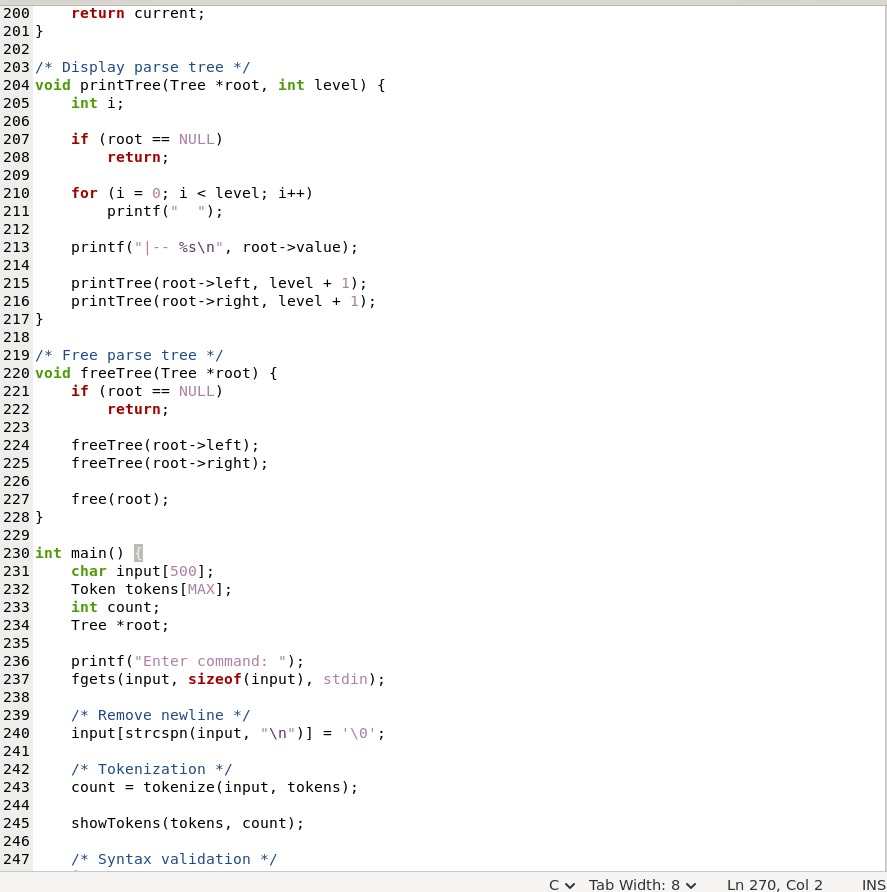 200     return current;
201 }
202
203 /* Display parse tree */
204 void printTree(Tree *root, int level) {
205     int i;
206
207     if (root == NULL)
208         return;
209
210     for (i = 0; i < level; i++)
211         printf("  ");
212
213     printf("|-- %s\n", root->value);
214
215     printTree(root->left, level + 1);
216     printTree(root->right, level + 1);
217 }
218
219 /* Free parse tree */
220 void freeTree(Tree *root) {
221     if (root == NULL)
222         return;
223
224     freeTree(root->left);
225     freeTree(root->right);
226
227     free(root);
228 }
229
230 int main() {
231     char input[500];
232     Token tokens[MAX];
233     int count;
234     Tree *root;
235
236     printf("Enter command: ");
237     fgets(input, sizeof(input), stdin);
238
239     /* Remove newline */
240     input[strcspn(input, "\n")] = '\0';
241
242     /* Tokenization */
243     count = tokenize(input, tokens);
244
245     showTokens(tokens, count);
246
247     /* Syntax validation */
C Tab Width: 8 Ln 270, Col 2 INS